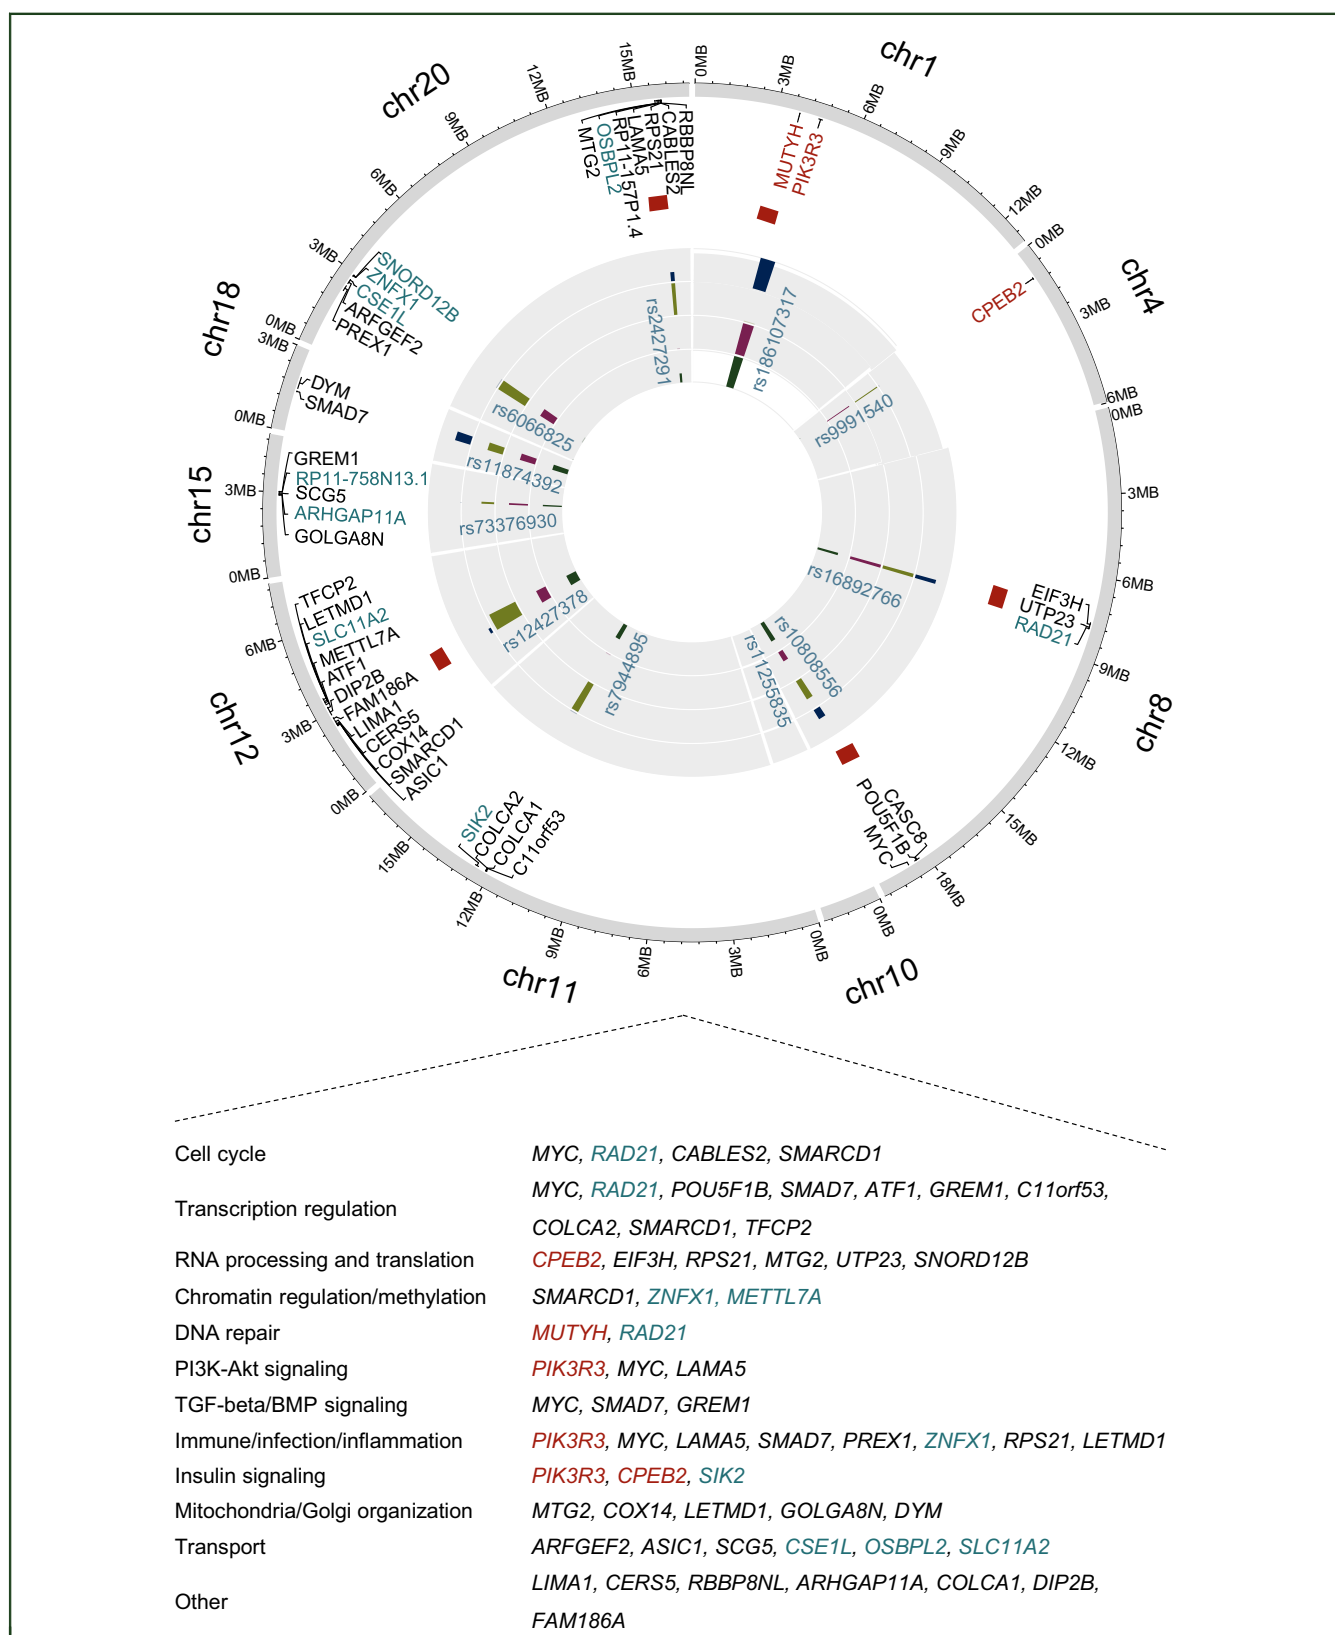 chr1
0MB
3MB
6MB
9MB
12MB
MUTYH
PIK3R3
rs186107317
chr4
0MB
3MB
6MB
CPEB2
rs9991540
chr8
0MB
3MB
6MB
9MB
12MB
15MB
18MB
EIF3H
UTP23
RAD21
CASC8
POU5F1B
MYC
rs16892766
rs10808556
chr10
0MB
rs11255835
chr11
0MB
3MB
6MB
9MB
12MB
15MB
SIK2
COLCA2
COLCA1
C11orf53
rs7944895
chr12
0MB
3MB
6MB
TFCP2
LETMD1
SLC11A2
METTL7A
ATF1
DIP2B
FAM186A
LIMA1
CERS5
COX14
SMARCD1
ASIC1
rs12427378
chr15
0MB
3MB
GREM1
RP11-758N13.1
SCG5
ARHGAP11A
GOLGA8N
rs73376930
chr18
0MB
3MB
DYM
SMAD7
rs11874392
chr20
0MB
3MB
6MB
9MB
12MB
15MB
SNORD12B
ZNFX1
CSE1L
ARFGEF2
PREX1
rs6066825
MTG2
OSBPL2
RP11-157P1.4
LAMA5
RPS21
CABLES2
RBBP8NL
rs2427291
Cell cycle
MYC, RAD21, CABLES2, SMARCD1
Transcription regulation
MYC, RAD21, POU5F1B, SMAD7, ATF1, GREM1, C11orf53,
COLCA2, SMARCD1, TFCP2
RNA processing and translation
CPEB2, EIF3H, RPS21, MTG2, UTP23, SNORD12B
Chromatin regulation/methylation
SMARCD1, ZNFX1, METTL7A
DNA repair
MUTYH, RAD21
PI3K-Akt signaling
PIK3R3, MYC, LAMA5
TGF-beta/BMP signaling
MYC, SMAD7, GREM1
Immune/infection/inflammation
PIK3R3, MYC, LAMA5, SMAD7, PREX1, ZNFX1, RPS21, LETMD1
Insulin signaling
PIK3R3, CPEB2, SIK2
Mitochondria/Golgi organization
MTG2, COX14, LETMD1, GOLGA8N, DYM
Transport
ARFGEF2, ASIC1, SCG5, CSE1L, OSBPL2, SLC11A2
Other
LIMA1, CERS5, RBBP8NL, ARHGAP11A, COLCA1, DIP2B,
FAM186A